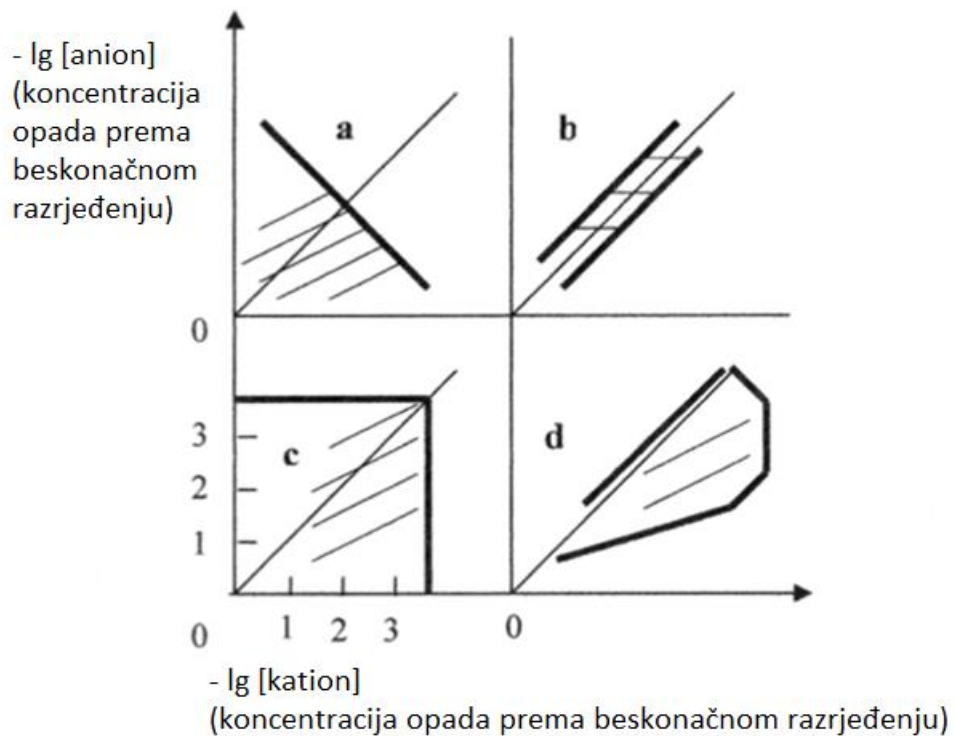 - lg [anion]
(koncentracija
opada prema
beskonačnom
razrjeđenju)
a
b
0
3
2
1
c
d
0
1 2 3
0
- lg [kation]
(koncentracija opada prema beskonačnom razrjeđenju)